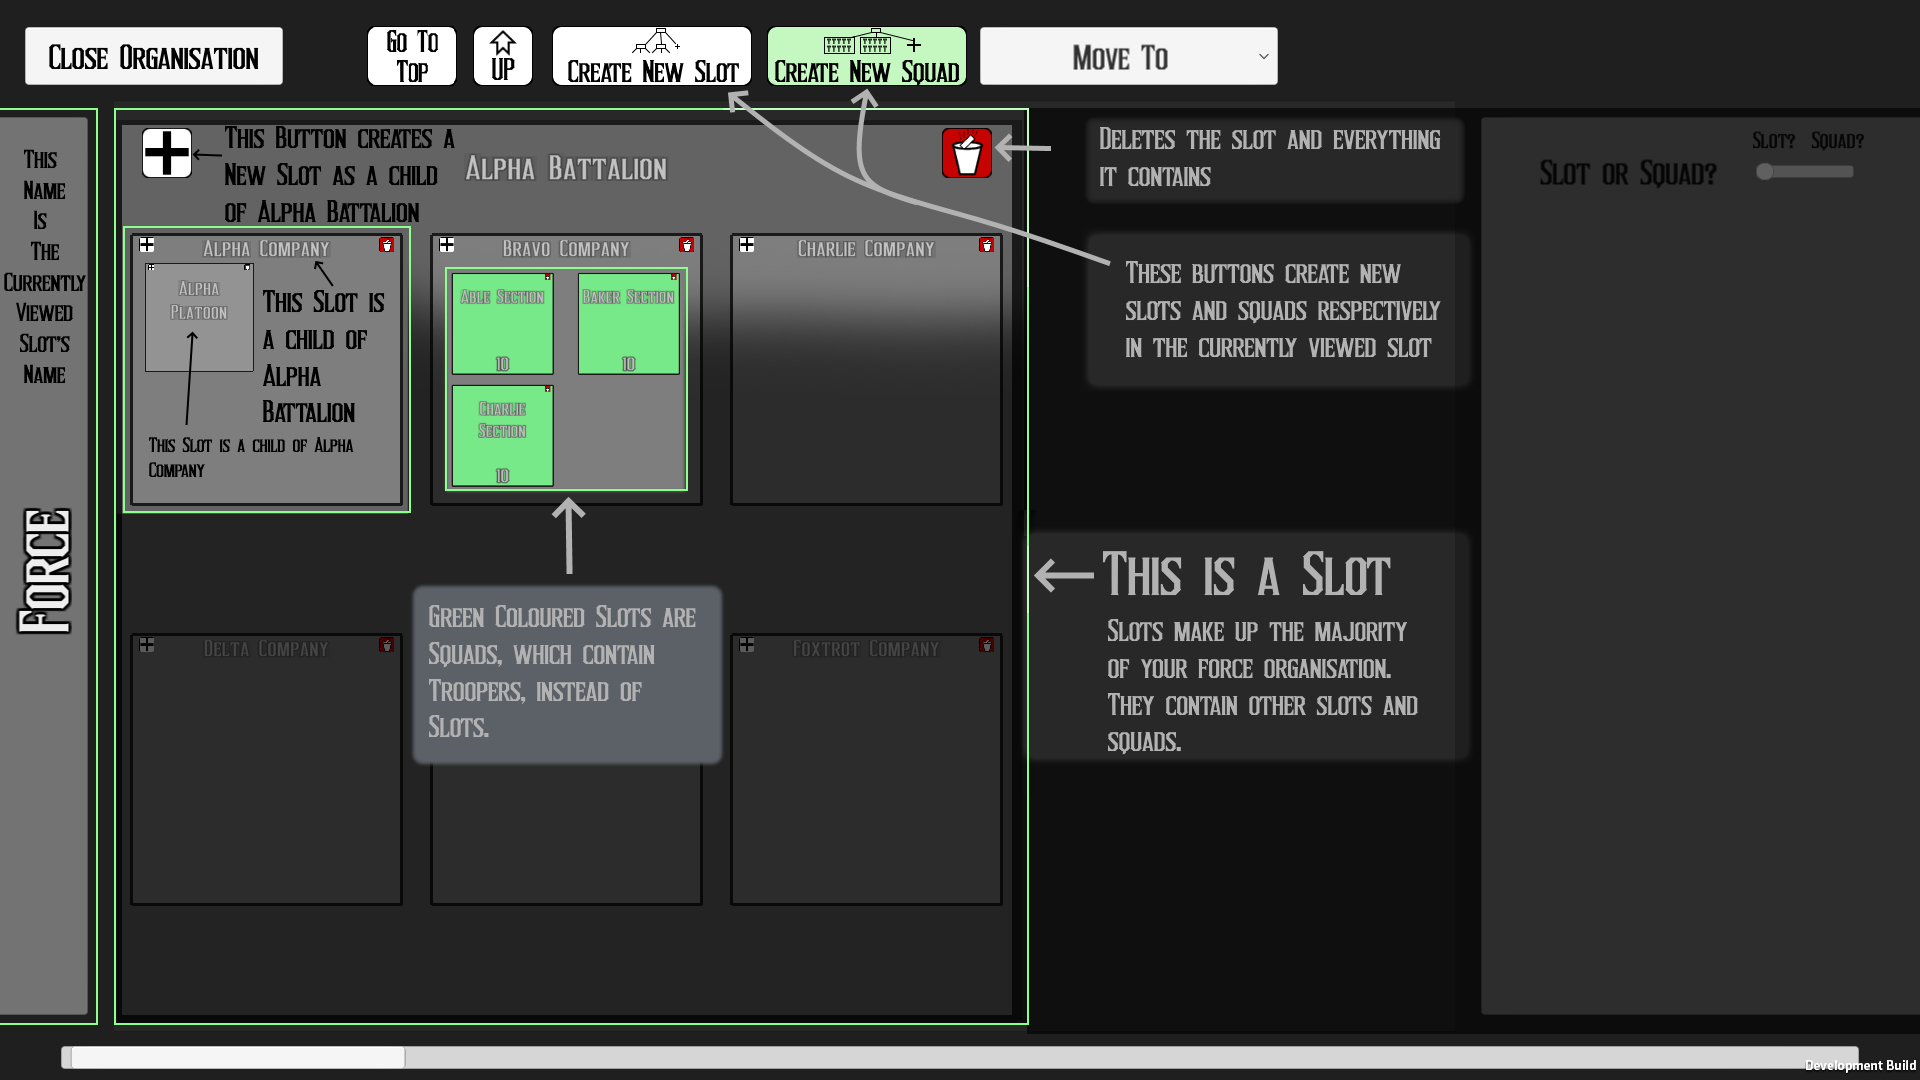 Close Organisation
Go To
Top
Up
Create New Slot
Create New Squad
Move To
This
Name
Is
The
Currently
Viewed
Slot's
Name
Force
This Button creates a
New Slot as a child
of Alpha Battalion
Alpha Battalion
Alpha Company
Alpha
Platoon
This Slot is
a child of
Alpha
Battalion
This Slot is a child of Alpha
Company
Bravo Company
Able Section
10
Baker Section
10
Charlie
Section
10
Charlie Company
Green Coloured Slots are
Squads, which contain
Troopers, instead of
Slots.
Delta Company
Foxtrot Company
Deletes the slot and everything
it contains
These buttons create new
slots and squads respectively
in the currently viewed slot
This is a Slot
Slots make up the majority
of your force organisation.
They contain other slots and
squads.
Slot or Squad?
Slot? Squad?
Development Build